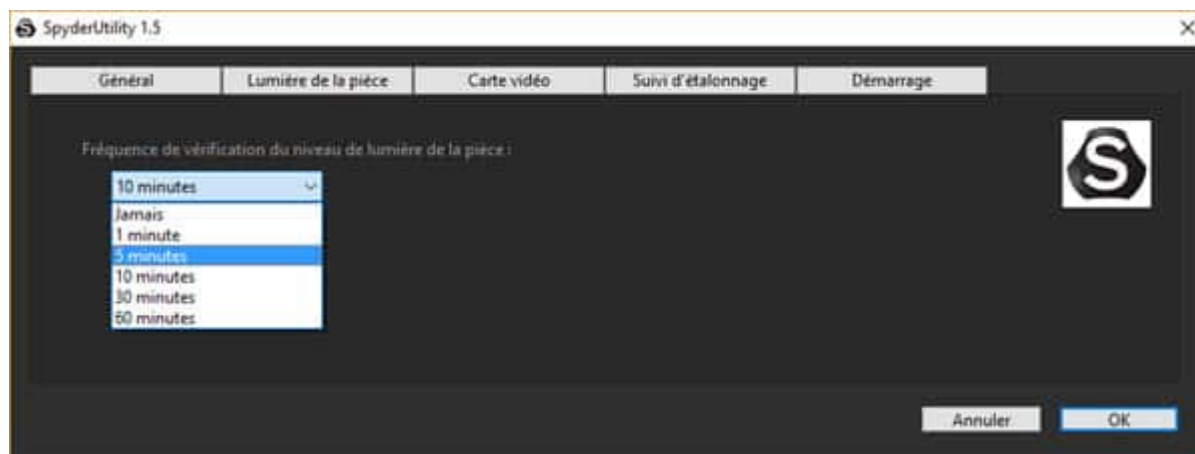 SpyderUtility 1.5
Général Lumière de la pièce Carte vidéo Suivi d'étalonnage Démarrage
Fréquence de vérification du niveau de lumière de la pièce :
10 minutes
Jamais
1 minute
5 minutes
10 minutes
30 minutes
60 minutes
Annuler OK
S